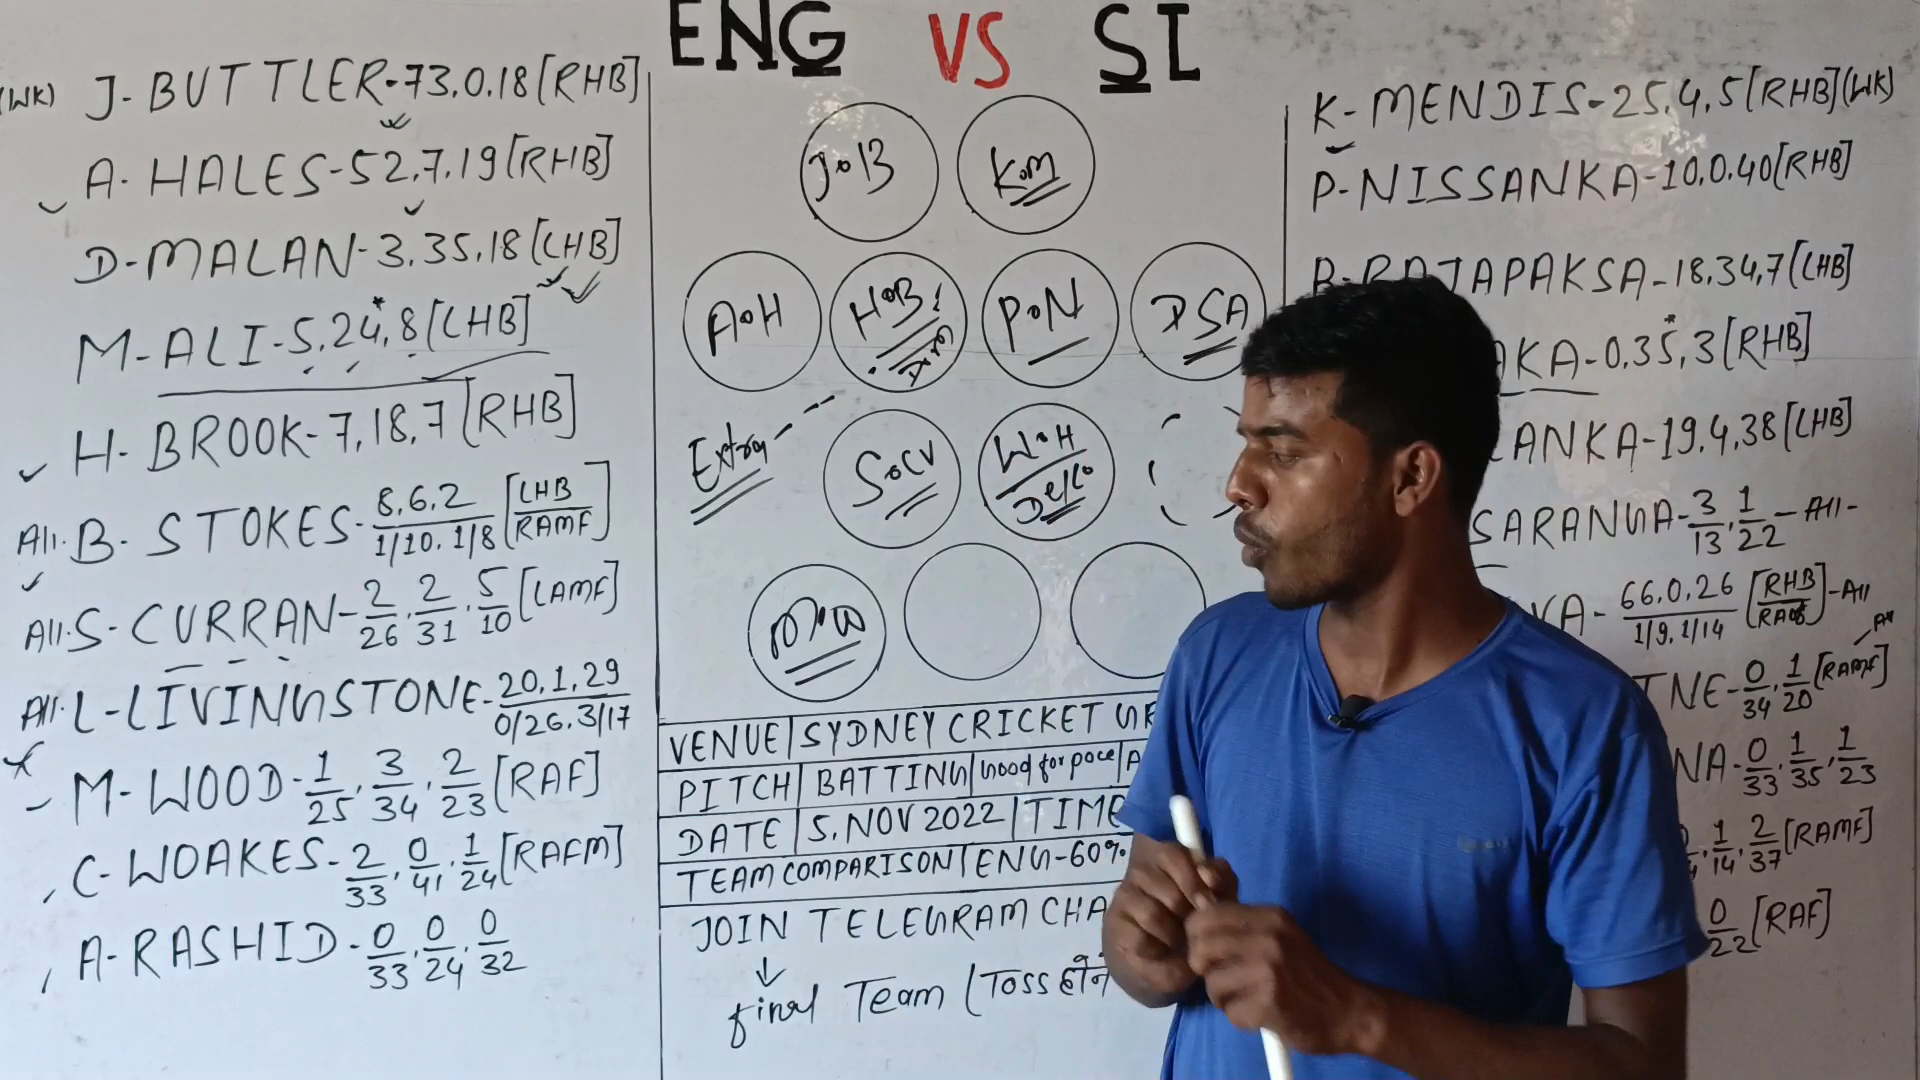 ENG VS SL
(WK) J-BUTTLER-73.0.18[RHB]
A-HALES-52.7.19[RHB]
D-MALAN-3.35.18[LHB]
M-ALI-5.24*.8[LHB]
H-BROOK-7.18.7[RHB]
All. B-STOKES-8.6.2 [LHB
1/10. 1/8 RAMF]
All. S-CURRAN-2/26. 2/31. 5/10 [LAMF]
All. L-LIVINGSTONE-20.1.29
0/26.3/17
M-WOOD-1/25. 3/34. 2/23 [RAF]
C-WOAKES-2/33. 0/41. 1/24 [RAFM]
A-RASHID-0/33. 0/24. 0/32
J.B K.M
A.H H.B P.N DSA
Extra S.CU W.H
M.W
VENUE|SYDNEY CRICKET GR
PITCH|BATTING|Good for pace|A
DATE|5.NOV 2022|TIME
TEAM COMPARISON|ENG-60%
JOIN TELEGRAM CHA
↓
final Team (Toss होने
K-MENDIS-25.4.5[RHB](WK)
P-NISSANKA-10.0.40[RHB]
RAJAPAKSA-18.34.7[LHB]
AKA-0.35*.3[RHB]
LANKA-19.4.38[LHB]
SARANGA-3/13. 1/22-All-
VA-66.0.26 [RHB]-All
1/9. 1/14
TNE-0/34. 1/20 [RAMF]
NA-0/33. 1/35. 1/23
1/14. 2/37 [RAMF]
0/22 [RAF]